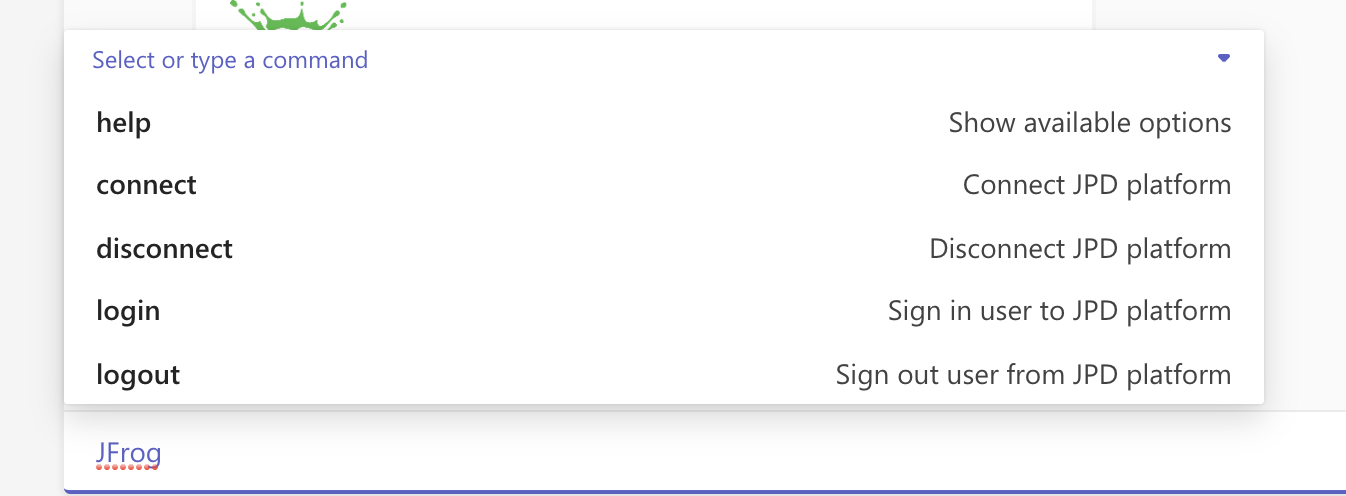 Select or type a command
help Show available options
connect Connect JPD platform
disconnect Disconnect JPD platform
login Sign in user to JPD platform
logout Sign out user from JPD platform
JFrog